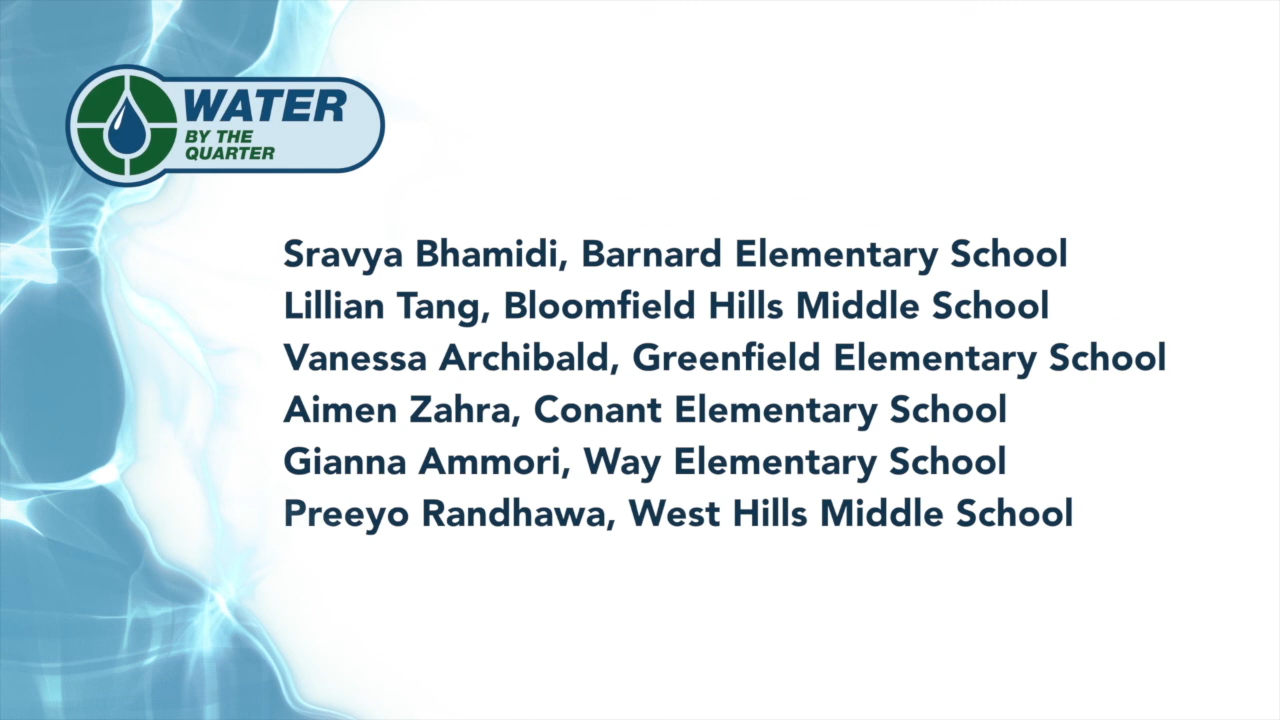 WATER
BY THE
QUARTER
Sravya Bhamidi, Barnard Elementary School
Lillian Tang, Bloomfield Hills Middle School
Vanessa Archibald, Greenfield Elementary School
Aimen Zahra, Conant Elementary School
Gianna Ammori, Way Elementary School
Preeyo Randhawa, West Hills Middle School